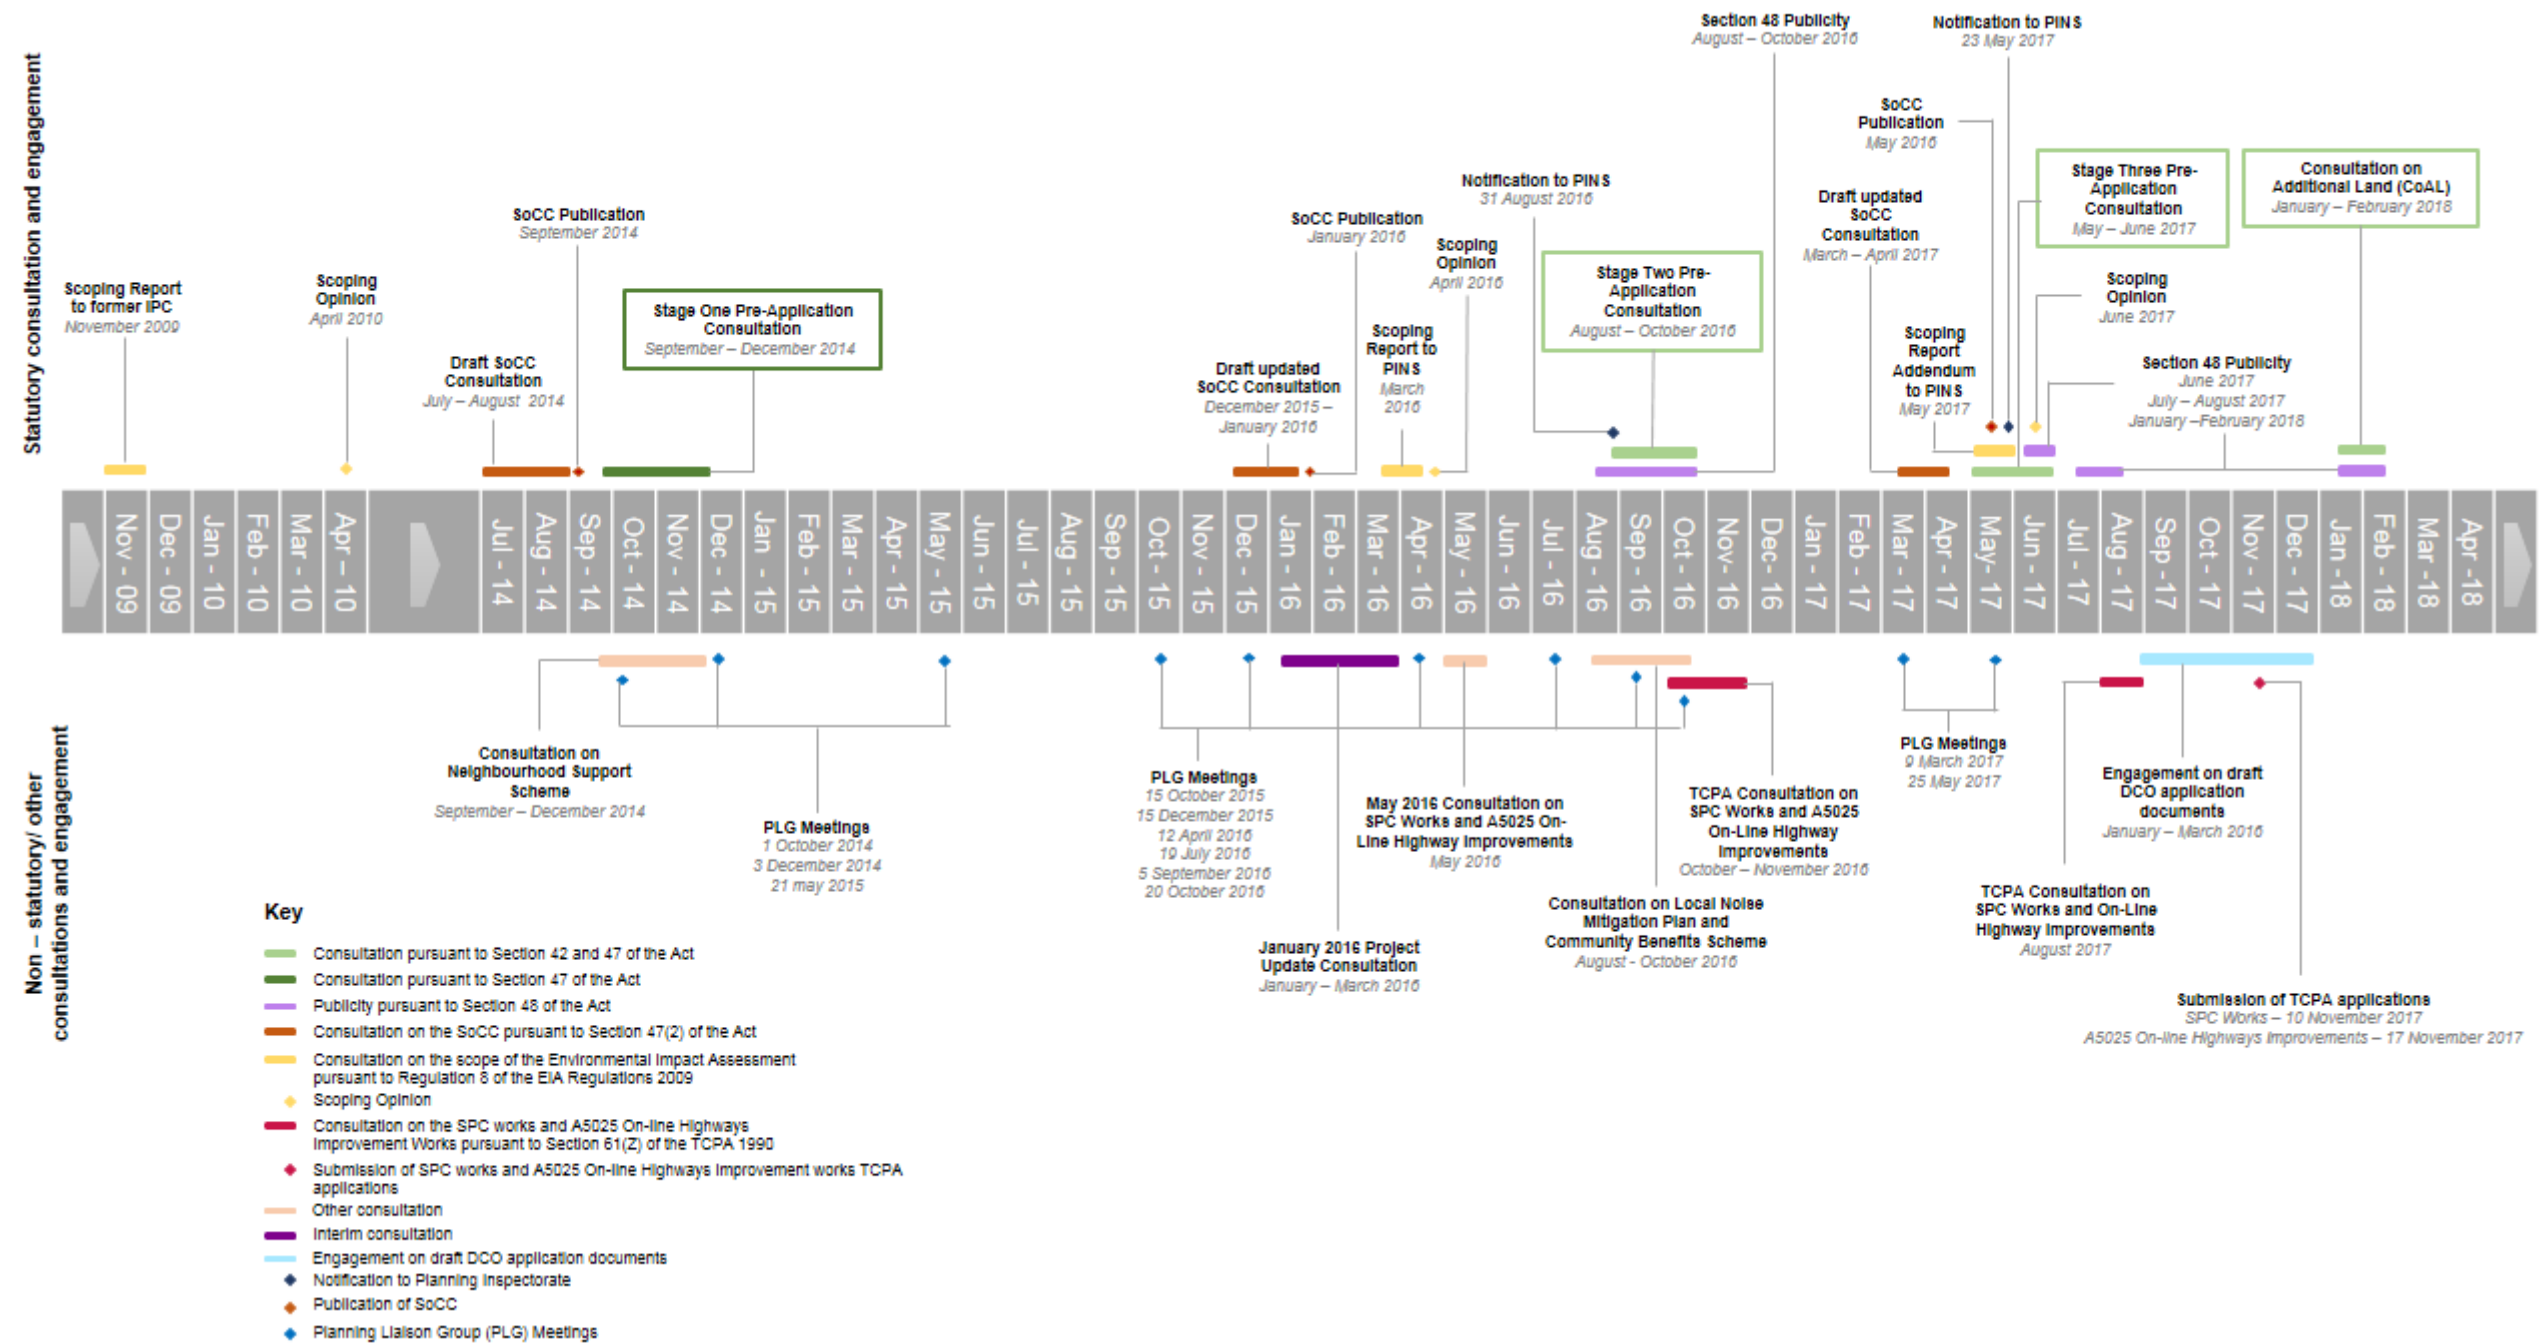 Statutory consultation and engagement
Scoping Report
to former IPC
November 2009
Scoping
Opinion
April 2010
Draft SoCC
Consultation
July – August 2014
SoCC Publication
September 2014
Stage One Pre-Application
Consultation
September – December 2014
Draft updated
SoCC Consultation
December 2015 –
January 2016
SoCC Publication
January 2016
Scoping
Report to
PINS
March
2016
Scoping
Opinion
April 2016
Notification to PINS
31 August 2016
Stage Two Pre-
Application
Consultation
August – October 2016
Section 48 Publicity
August – October 2016
Draft updated
SoCC
Consultation
March – April 2017
SoCC
Publication
May 2016
Notification to PINS
23 May 2017
Scoping
Report
Addendum
to PINS
May 2017
Stage Three Pre-
Application
Consultation
May – June 2017
Scoping
Opinion
June 2017
Section 48 Publicity
June 2017
July – August 2017
January –February 2018
Consultation on
Additional Land (CoAL)
January – February 2018
Nov - 09
Dec - 09
Jan - 10
Feb - 10
Mar - 10
Apr – 10
Jul - 14
Aug - 14
Sep - 14
Oct - 14
Nov - 14
Dec - 14
Jan - 15
Feb - 15
Mar - 15
Apr - 15
May - 15
Jun - 15
Jul - 15
Aug - 15
Sep - 15
Oct - 15
Nov - 15
Dec - 15
Jan - 16
Feb - 16
Mar - 16
Apr - 16
May - 16
Jun - 16
Jul - 16
Aug - 16
Sep - 16
Oct - 16
Nov- 16
Dec- 16
Jan - 17
Feb - 17
Mar - 17
Apr - 17
May- 17
Jun - 17
Jul - 17
Aug - 17
Sep -17
Oct - 17
Nov - 17
Dec - 17
Jan -18
Feb - 18
Mar -18
Apr -18
Non – statutory/ other
consultations and engagement
Consultation on
Neighbourhood Support
Scheme
September – December 2014
PLG Meetings
1 October 2014
3 December 2014
21 may 2015
PLG Meetings
15 October 2015
15 December 2015
12 April 2016
19 July 2016
5 September 2016
20 October 2016
January 2016 Project
Update Consultation
January – March 2016
May 2016 Consultation on
SPC Works and A5025 On-
Line Highway Improvements
May 2016
Consultation on Local Noise
Mitigation Plan and
Community Benefits Scheme
August - October 2016
TCPA Consultation on
SPC Works and A5025
On-Line Highway
Improvements
October – November 2016
PLG Meetings
9 March 2017
25 May 2017
TCPA Consultation on
SPC Works and On-Line
Highway Improvements
August 2017
Engagement on draft
DCO application
documents
January – March 2016
Submission of TCPA applications
SPC Works – 10 November 2017
A5025 On-line Highways Improvements – 17 November 2017
Key
Consultation pursuant to Section 42 and 47 of the Act
Consultation pursuant to Section 47 of the Act
Publicity pursuant to Section 48 of the Act
Consultation on the SoCC pursuant to Section 47(2) of the Act
Consultation on the scope of the Environmental Impact Assessment
pursuant to Regulation 8 of the EIA Regulations 2009
Scoping Opinion
Consultation on the SPC works and A5025 On-line Highways
Improvement Works pursuant to Section 61(Z) of the TCPA 1990
Submission of SPC works and A5025 On-line Highways Improvement works TCPA
applications
Other consultation
Interim consultation
Engagement on draft DCO application documents
Notification to Planning Inspectorate
Publication of SoCC
Planning Liaison Group (PLG) Meetings